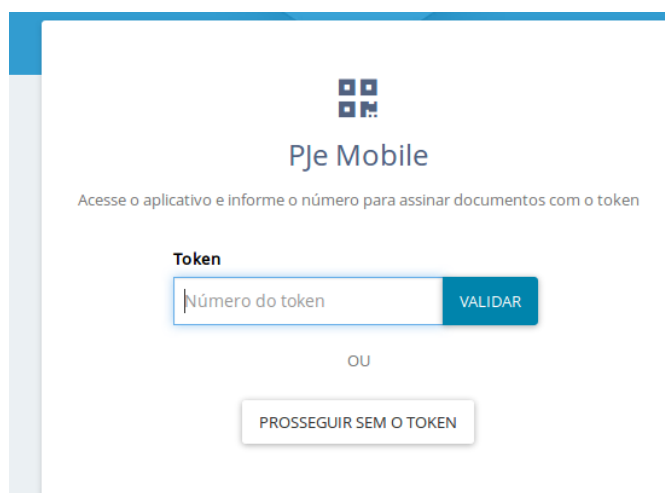 PJe Mobile
Acesse o aplicativo e informe o número para assinar documentos com o token
Token
Número do token
VALIDAR
OU
PROSSEGUIR SEM O TOKEN